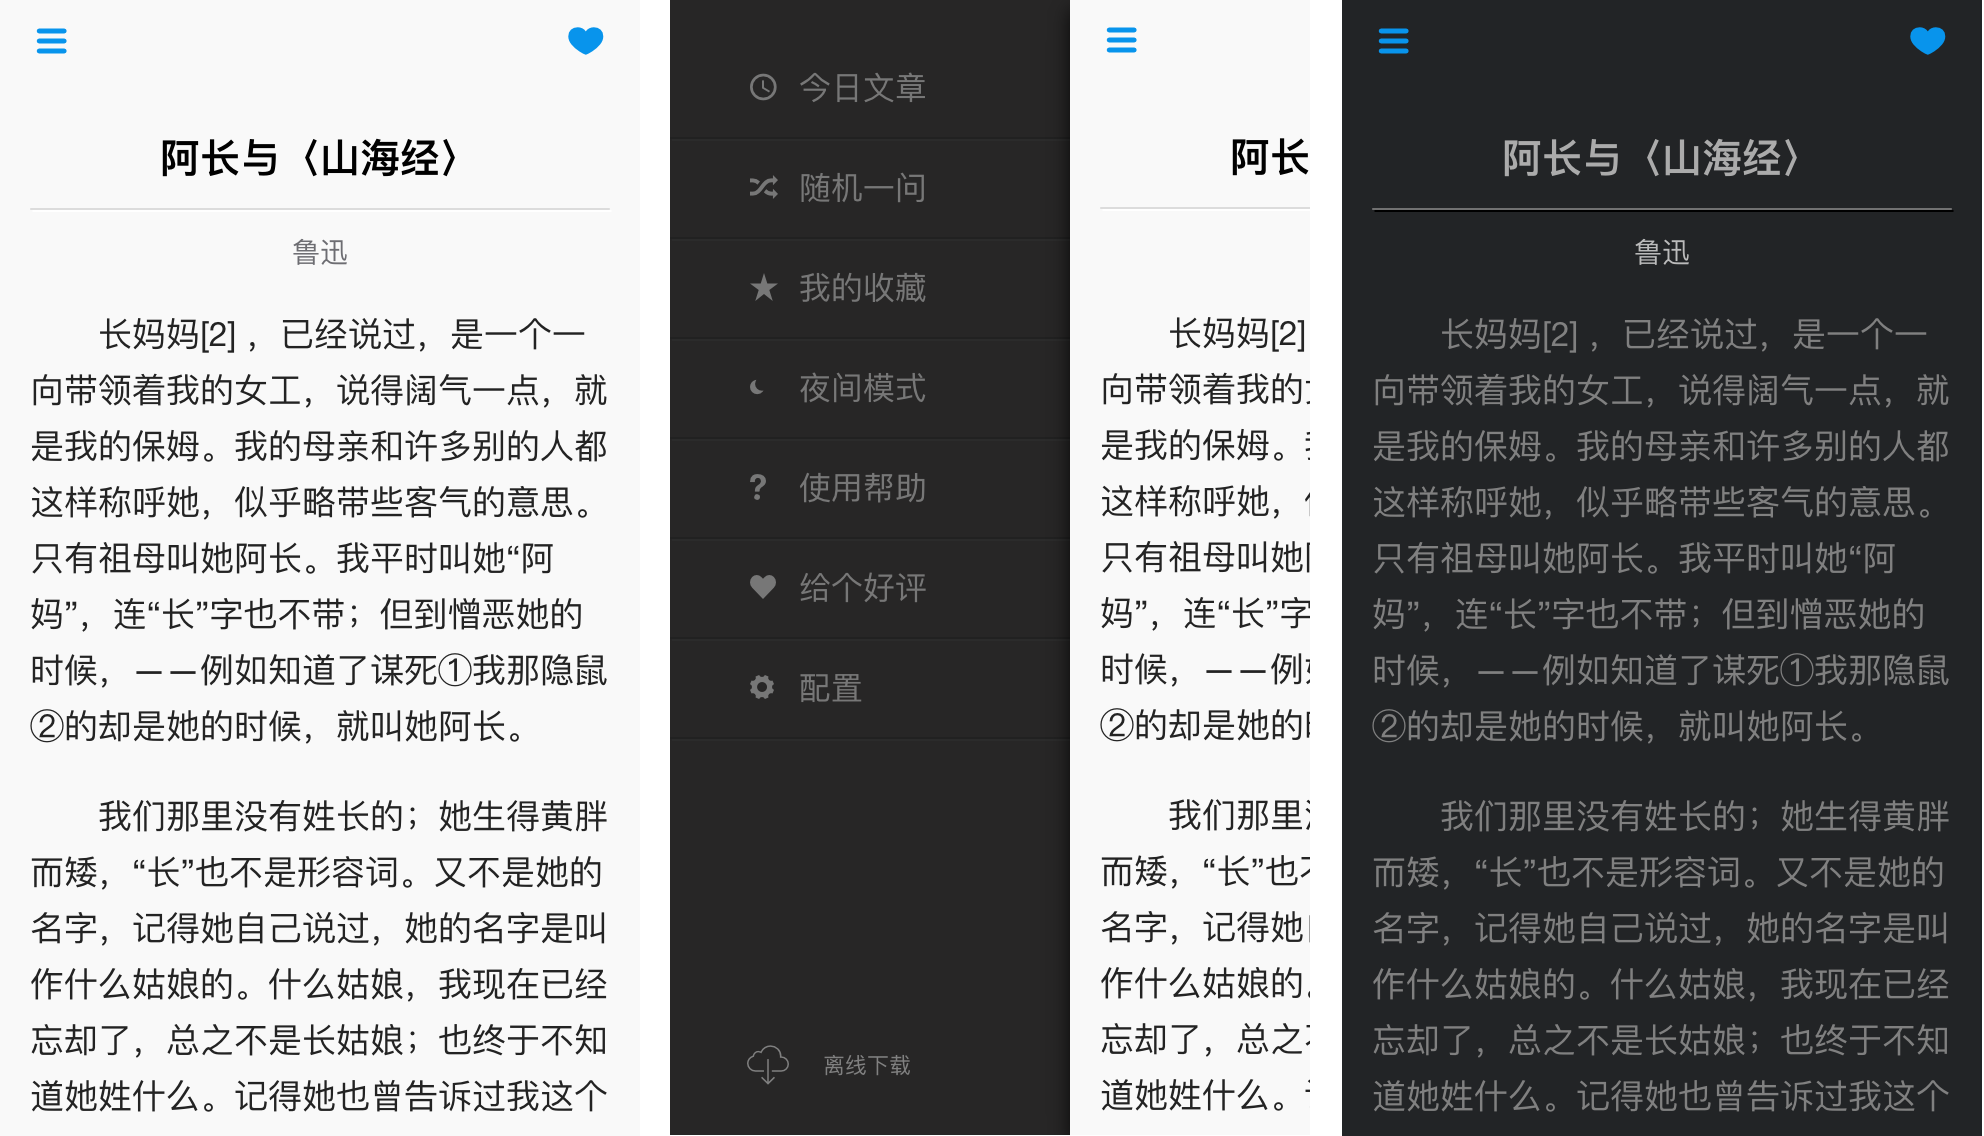 阿长与〈山海经〉
鲁迅
长妈妈[2] ，已经说过，是一个一
向带领着我的女工，说得阔气一点，就
是我的保姆。我的母亲和许多别的人都
这样称呼她，似乎略带些客气的意思。
只有祖母叫她阿长。我平时叫她“阿
妈”，连“长”字也不带；但到憎恶她的
时候，——例如知道了谋死①我那隐鼠
②的却是她的时候，就叫她阿长。
我们那里没有姓长的；她生得黄胖
而矮，“长”也不是形容词。又不是她的
名字，记得她自己说过，她的名字是叫
作什么姑娘的。什么姑娘，我现在已经
忘却了，总之不是长姑娘；也终于不知
道她姓什么。记得她也曾告诉过我这个
今日文章
随机一问
我的收藏
夜间模式
使用帮助
给个好评
配置
离线下载
阿长
长妈妈[2]
向带领着我的
是我的保姆。
这样称呼她，
只有祖母叫她
妈”，连“长”字
时候，——例
②的却是她的
我们那里
而矮，“长”也
名字，记得她
作什么姑娘的。
忘却了，总之
道她姓什么。
阿长与〈山海经〉
鲁迅
长妈妈[2] ，已经说过，是一个一
向带领着我的女工，说得阔气一点，就
是我的保姆。我的母亲和许多别的人都
这样称呼她，似乎略带些客气的意思。
只有祖母叫她阿长。我平时叫她“阿
妈”，连“长”字也不带；但到憎恶她的
时候，——例如知道了谋死①我那隐鼠
②的却是她的时候，就叫她阿长。
我们那里没有姓长的；她生得黄胖
而矮，“长”也不是形容词。又不是她的
名字，记得她自己说过，她的名字是叫
作什么姑娘的。什么姑娘，我现在已经
忘却了，总之不是长姑娘；也终于不知
道她姓什么。记得她也曾告诉过我这个